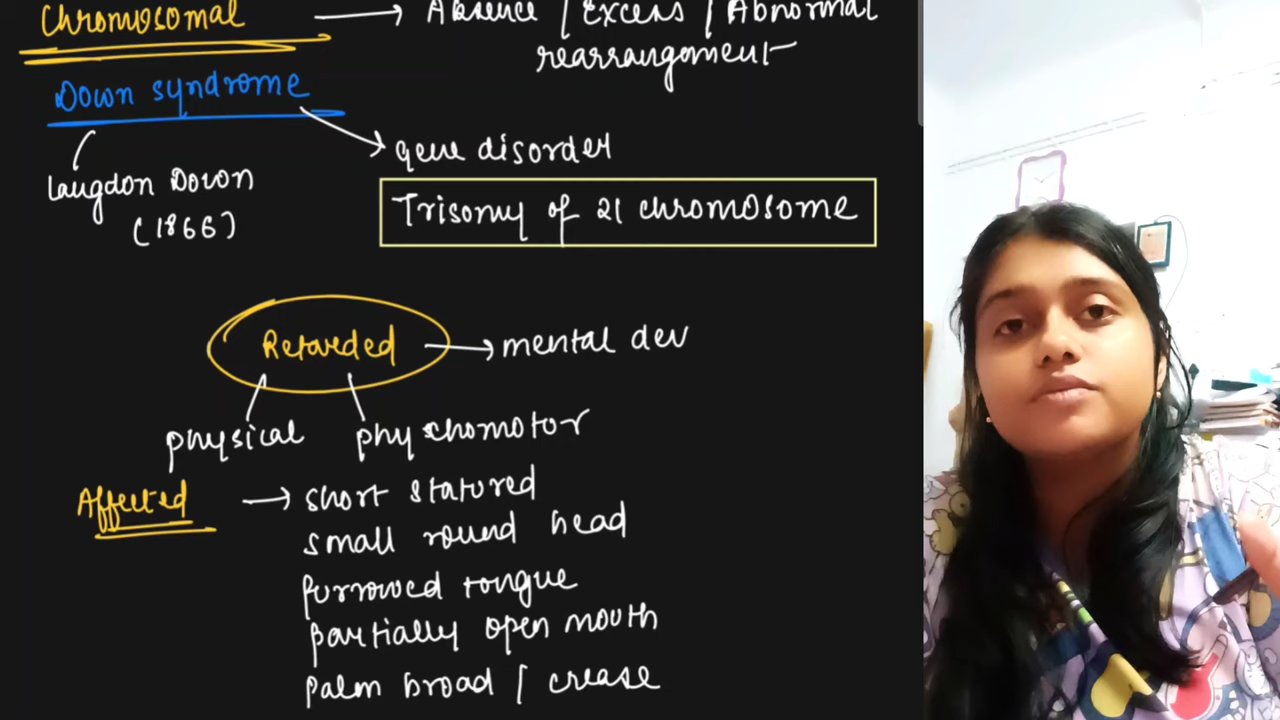 Chromosomal → Absence / Excess / Abnormal
rearrangement
Down syndrome
→ gene disorder
Langdon Down
(1866)
Trisomy of 21 chromosome
Retarded → mental dev
physical phychomotor
Affected → short statured
small round head
furrowed tongue
partially open mouth
palm broad / crease